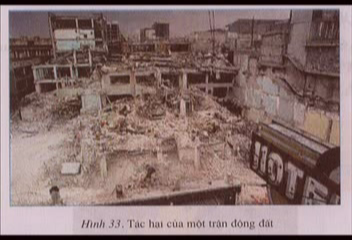 HOTE
Hình 33. Tác hại của một trận động đất